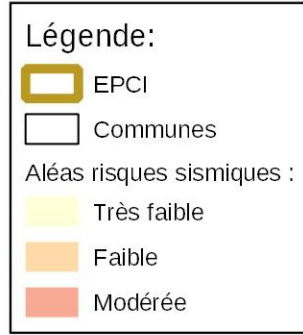 Légende:
EPCI
Communes
Aléas risques sismiques :
Très faible
Faible
Modérée